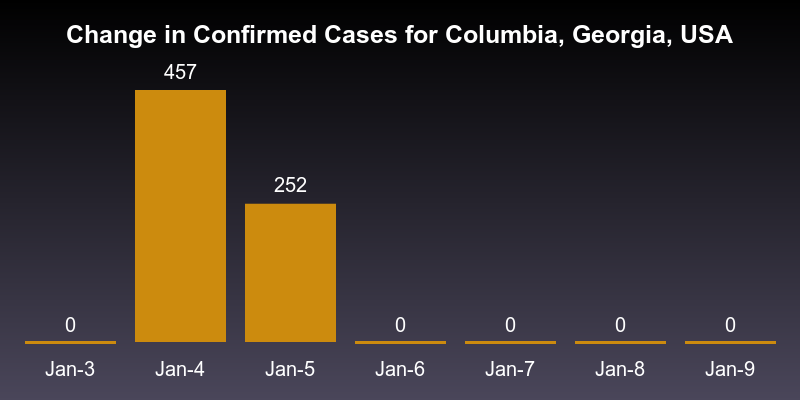 Change in Confirmed Cases for Columbia, Georgia, USA
457
252
0 0 0 0 0
Jan-3 Jan-4 Jan-5 Jan-6 Jan-7 Jan-8 Jan-9